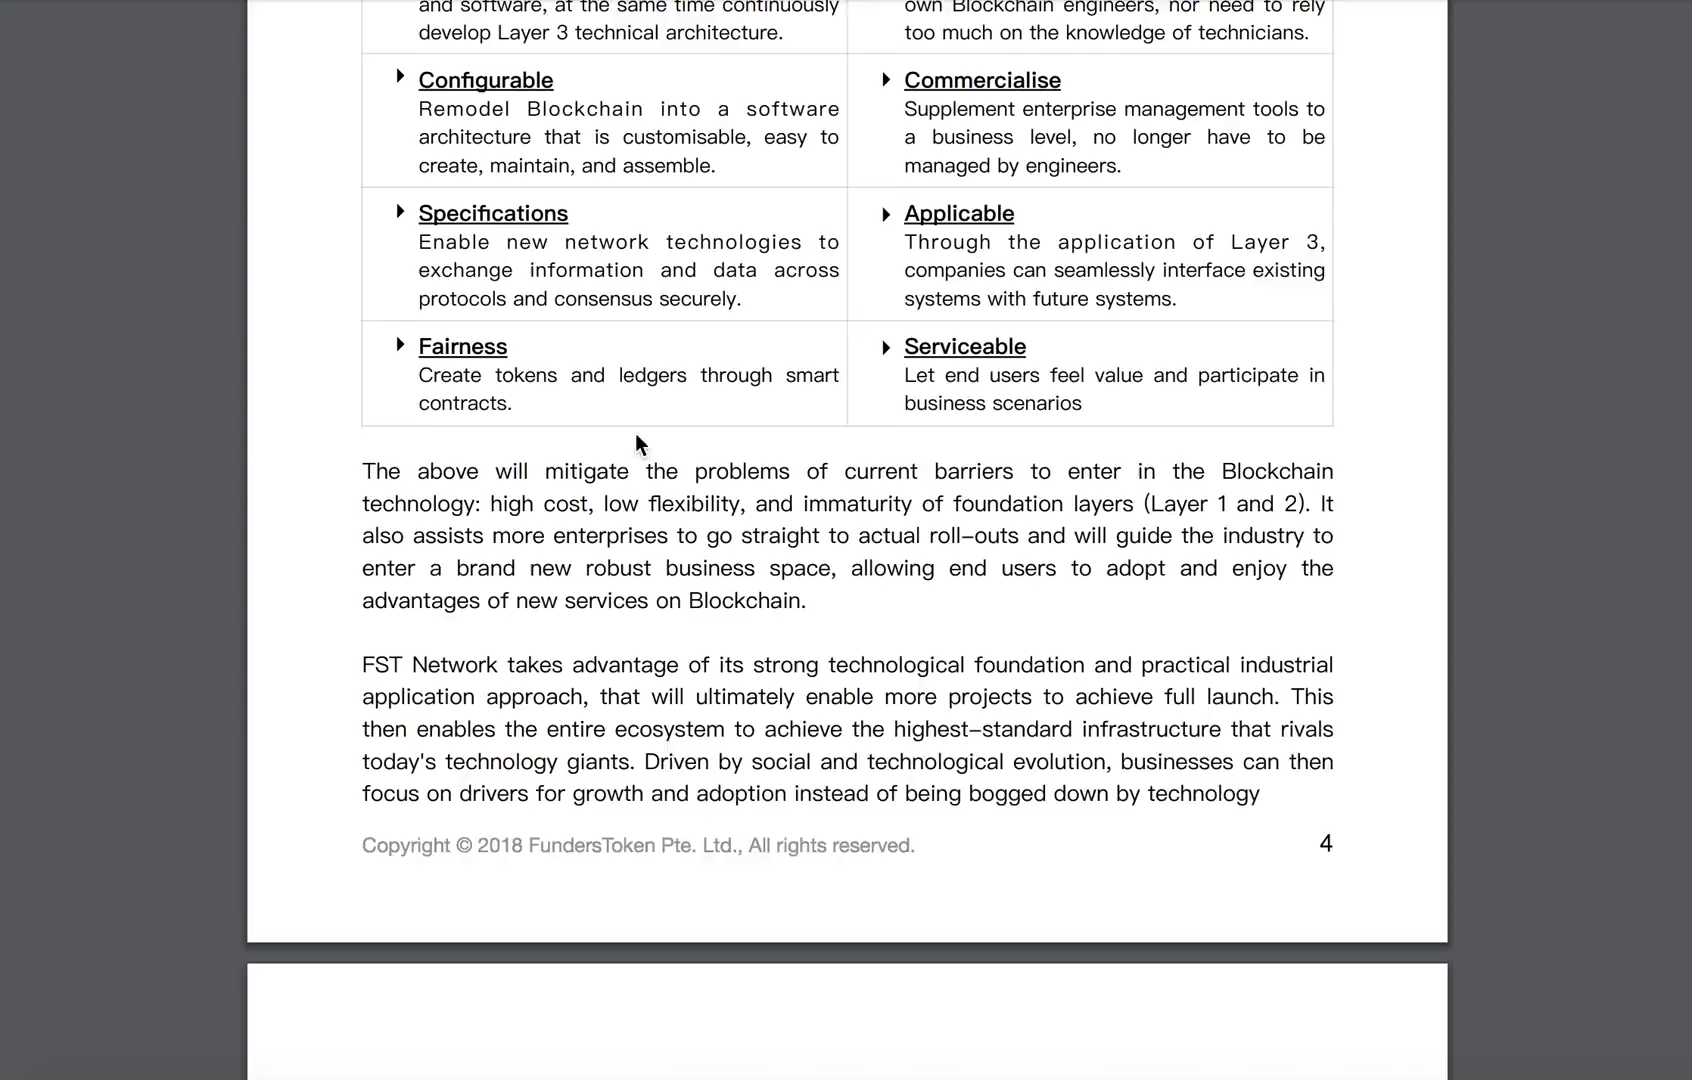 and software, at the same time continuously
develop Layer 3 technical architecture.
own Blockchain engineers, nor need to rely
too much on the knowledge of technicians.
Configurable
Remodel Blockchain into a software
architecture that is customisable, easy to
create, maintain, and assemble.
Commercialise
Supplement enterprise management tools to
a business level, no longer have to be
managed by engineers.
Specifications
Enable new network technologies to
exchange information and data across
protocols and consensus securely.
Applicable
Through the application of Layer 3,
companies can seamlessly interface existing
systems with future systems.
Fairness
Create tokens and ledgers through smart
contracts.
Serviceable
Let end users feel value and participate in
business scenarios
The above will mitigate the problems of current barriers to enter in the Blockchain
technology: high cost, low flexibility, and immaturity of foundation layers (Layer 1 and 2). It
also assists more enterprises to go straight to actual roll–outs and will guide the industry to
enter a brand new robust business space, allowing end users to adopt and enjoy the
advantages of new services on Blockchain.
FST Network takes advantage of its strong technological foundation and practical industrial
application approach, that will ultimately enable more projects to achieve full launch. This
then enables the entire ecosystem to achieve the highest–standard infrastructure that rivals
today's technology giants. Driven by social and technological evolution, businesses can then
focus on drivers for growth and adoption instead of being bogged down by technology
Copyright © 2018 FundersToken Pte. Ltd., All rights reserved.
4